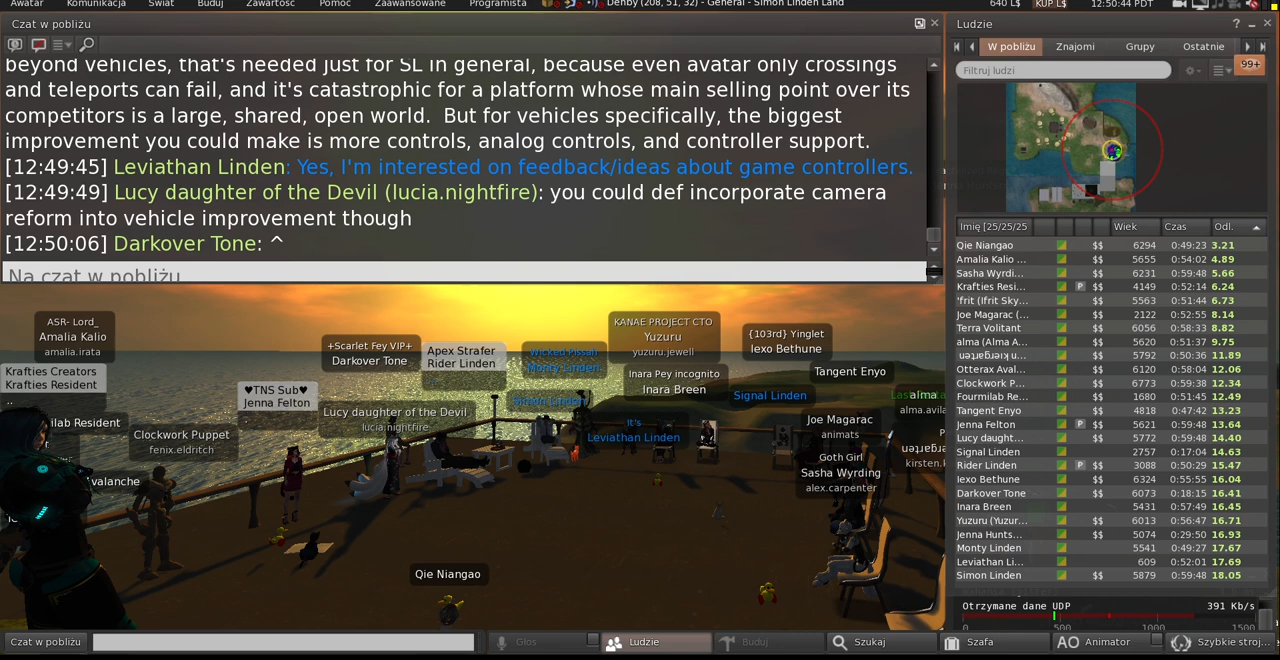 Awatar Komunikacja Świat Buduj Zawartość Pomoc Zaawansowane Programista Denby (208, 51, 32) - General - Simon Linden Land 640 L$ KUP L$ 12:50:44 PDT
Czat w pobliżu
beyond vehicles, that's needed just for SL in general, because even avatar only crossings
and teleports can fail, and it's catastrophic for a platform whose main selling point over its
competitors is a large, shared, open world. But for vehicles specifically, the biggest
improvement you could make is more controls, analog controls, and controller support.
[12:49:45] Leviathan Linden: Yes, I'm interested on feedback/ideas about game controllers.
[12:49:49] Lucy daughter of the Devil (lucia.nightfire): you could def incorporate camera
reform into vehicle improvement though
[12:50:06] Darkover Tone: ^
Na czat w pobliżu
ASR- Lord_
Amalia Kalio
amalia.irata
Krafties Creators
Krafties Resident
..
ilab Resident
Clockwork Puppet
fenix.eldritch
valanche
♥TNS Sub♥
Jenna Felton
+Scarlet Fey VIP+
Darkover Tone
Lucy daughter of the Devil
lucia.nightfire
Apex Strafer
Rider Linden
Wicked Pissah
Monty Linden
Simon Linden
It's
Leviathan Linden
KANAE PROJECT CTO
Yuzuru
yuzuru.jewell
Inara Pey incognito
Inara Breen
{103rd} Yinglet
Iexo Bethune
Signal Linden
Tangent Enyo
alma
alma.avila
Joe Magarac
animats
Goth Girl
Sasha Wyrding
alex.carpenter
kirsten.
Qie Niangao
Ludzie
W pobliżu Znajomi Grupy Ostatnie
99+
Filtruj ludzi
Imię [25/25/25 Wiek Czas Odl.
Qie Niangao 6294 0:49:23 3.21
Amalia Kalio ... $$ 5655 0:54:02 4.89
Sasha Wyrdi... $$ 6231 0:59:48 5.66
Krafties Resi... P $$ 4149 0:52:14 6.24
'frit (Ifrit Sky... $$ 5563 0:51:44 6.73
Joe Magarac (... $$ 2122 0:52:55 8.14
Terra Volitant $$ 6056 0:58:33 8.82
alma (Alma A... $$ 5620 0:51:37 9.75
$$ 5792 0:50:36 11.89
Otterax Aval... $$ 6120 0:58:04 12.06
Clockwork P... $$ 6773 0:59:38 12.34
Fourmilab Re... $$ 1680 0:51:45 12.49
Tangent Enyo $$ 4818 0:47:42 13.23
Jenna Felton P $$ 5621 0:59:48 13.64
Lucy daught... $$ 5772 0:59:48 14.40
Signal Linden 2757 0:17:04 14.63
Rider Linden P $$ 3088 0:50:29 15.47
Iexo Bethune $$ 6324 0:55:55 16.04
Darkover Tone $$ 6073 0:18:15 16.41
Inara Breen 5431 0:57:49 16.45
Yuzuru (Yuzur... $$ 6013 0:56:47 16.71
Jenna Hunts... $$ 5074 0:29:50 16.93
Monty Linden 5541 0:49:27 17.67
Leviathan Li... 609 0:52:01 17.69
Simon Linden $$ 5879 0:59:48 18.05
Otrzymane dane UDP 391 Kb/s
500 1000 1500
Czat w pobliżu Głos Ludzie Buduj Szukaj Szafa AO Animator Szybkie stroj...